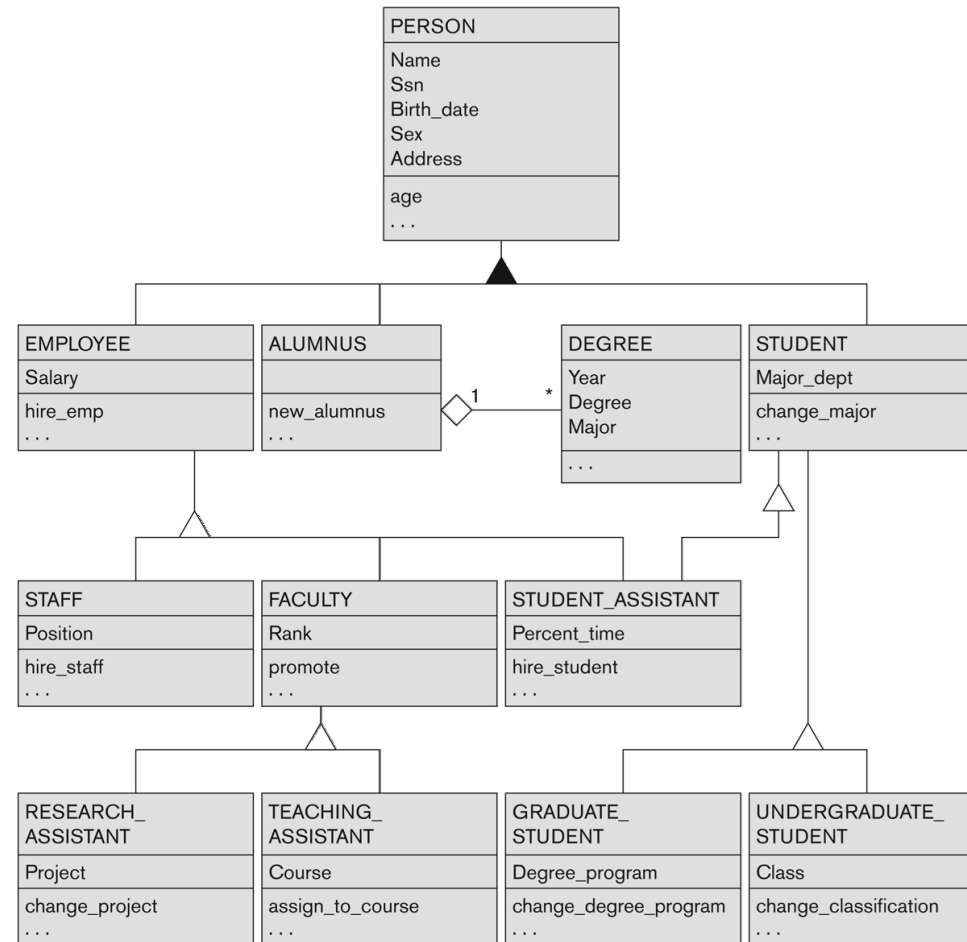 PERSON
Name
Ssn
Birth_date
Sex
Address
age
. . .
EMPLOYEE
Salary
hire_emp
. . .
ALUMNUS
new_alumnus
. . .
1
*
DEGREE
Year
Degree
Major
. . .
STUDENT
Major_dept
change_major
. . .
STAFF
Position
hire_staff
. . .
FACULTY
Rank
promote
. . .
STUDENT_ASSISTANT
Percent_time
hire_student
. . .
RESEARCH_
ASSISTANT
Project
change_project
. . .
TEACHING_
ASSISTANT
Course
assign_to_course
. . .
GRADUATE_
STUDENT
Degree_program
change_degree_program
. . .
UNDERGRADUATE_
STUDENT
Class
change_classification
. . .